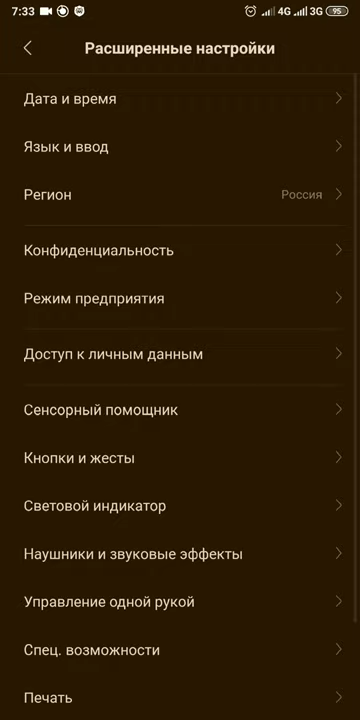 7:33 4G 3G 95
Расширенные настройки
Дата и время
Язык и ввод
Регион Россия
Конфиденциальность
Режим предприятия
Доступ к личным данным
Сенсорный помощник
Кнопки и жесты
Световой индикатор
Наушники и звуковые эффекты
Управление одной рукой
Спец. возможности
Печать